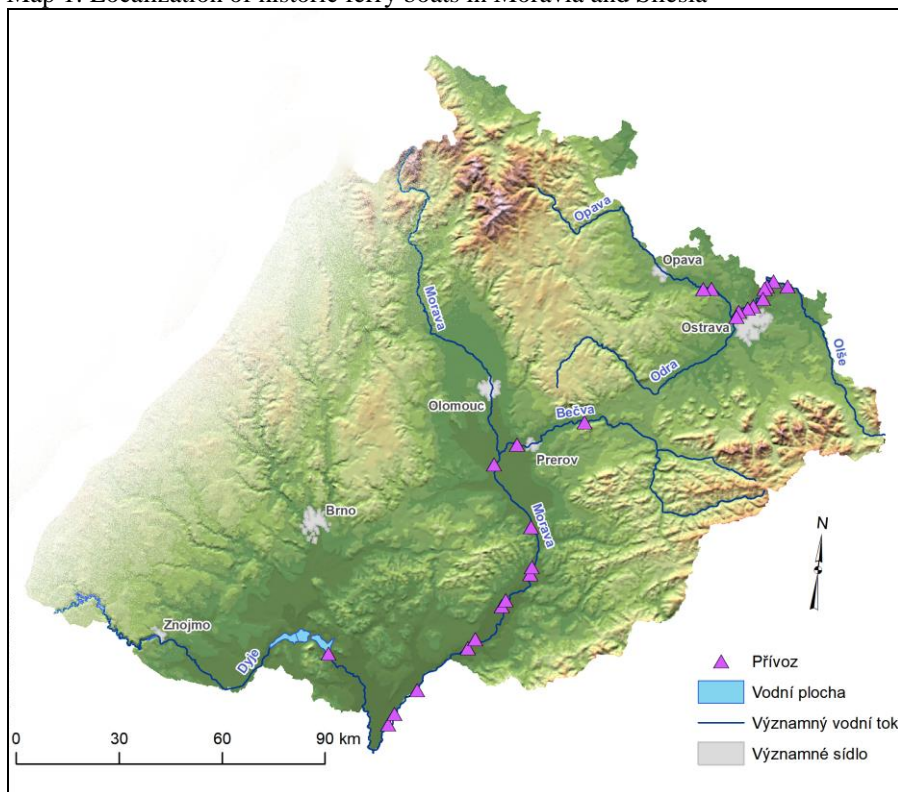 Map 1: Localization of historic ferry boats in Moravia and Silesia
Opava
Opava
Morava
Ostrava
Olše
Odra
Olomouc
Bečva
Prerov
Brno
Morava
N
Znojmo
Dyje
Přívoz
Vodní plocha
Významný vodní tok
Významné sídlo
0 30 60 90 km